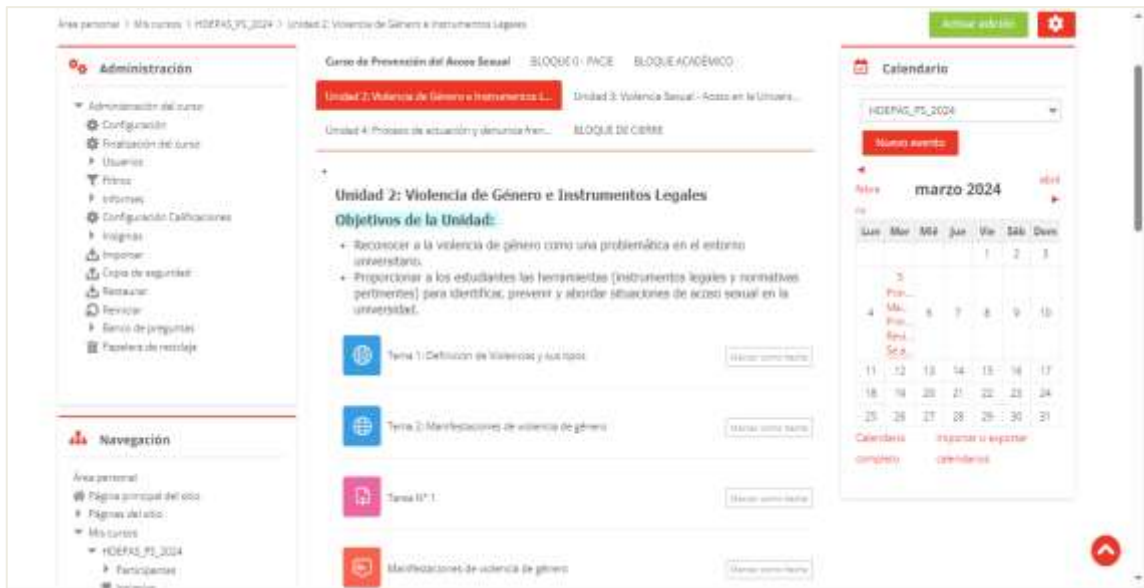 Área personal > Mis cursos > HDEPAS_PS_2024 > Unidad 2: Violencia de Género e Instrumentos Legales
Activar edición
Administración
Administración del curso
Configuración
Finalización del curso
Usuarios
Filtros
Informes
Configuración Calificaciones
Insignias
Importar
Copia de seguridad
Restaurar
Reiniciar
Banco de preguntas
Papelera de reciclaje
Navegación
Área personal
Página principal del sitio
Páginas del sitio
Mis cursos
HDEPAS_PS_2024
Participantes
Curso de Prevención del Acoso Sexual BLOQUE 0 - PACIE BLOQUE ACADÉMICO
Unidad 2: Violencia de Género e Instrumentos L... Unidad 3: Violencia Sexual - Acoso en la Univers...
Unidad 4: Proceso de actuación y denuncia fren... BLOQUE DE CIERRE
Unidad 2: Violencia de Género e Instrumentos Legales
Objetivos de la Unidad:
• Reconocer a la violencia de género como una problemática en el entorno
universitario.
• Proporcionar a los estudiantes las herramientas (instrumentos legales y normativas
pertinentes) para identificar, prevenir y abordar situaciones de acoso sexual en la
universidad.
Tema 1: Definición de Violencias y sus tipos
Marcar como hecha
Tema 2: Manifestaciones de violencia de género
Marcar como hecha
Tarea N° 1
Marcar como hecha
Manifestaciones de violencia de género
Marcar como hecha
Calendario
HDEPAS_PS_2024
Nuevo evento
◀
febre
ro
marzo 2024
abril
▶
Lun Mar Mié Jue Vie Sáb Dom
1 2 3
4 5 6 7 8 9 10
11 12 13 14 15 16 17
18 19 20 21 22 23 24
25 26 27 28 29 30 31
Calendario
completo
Importar o exportar
calendarios